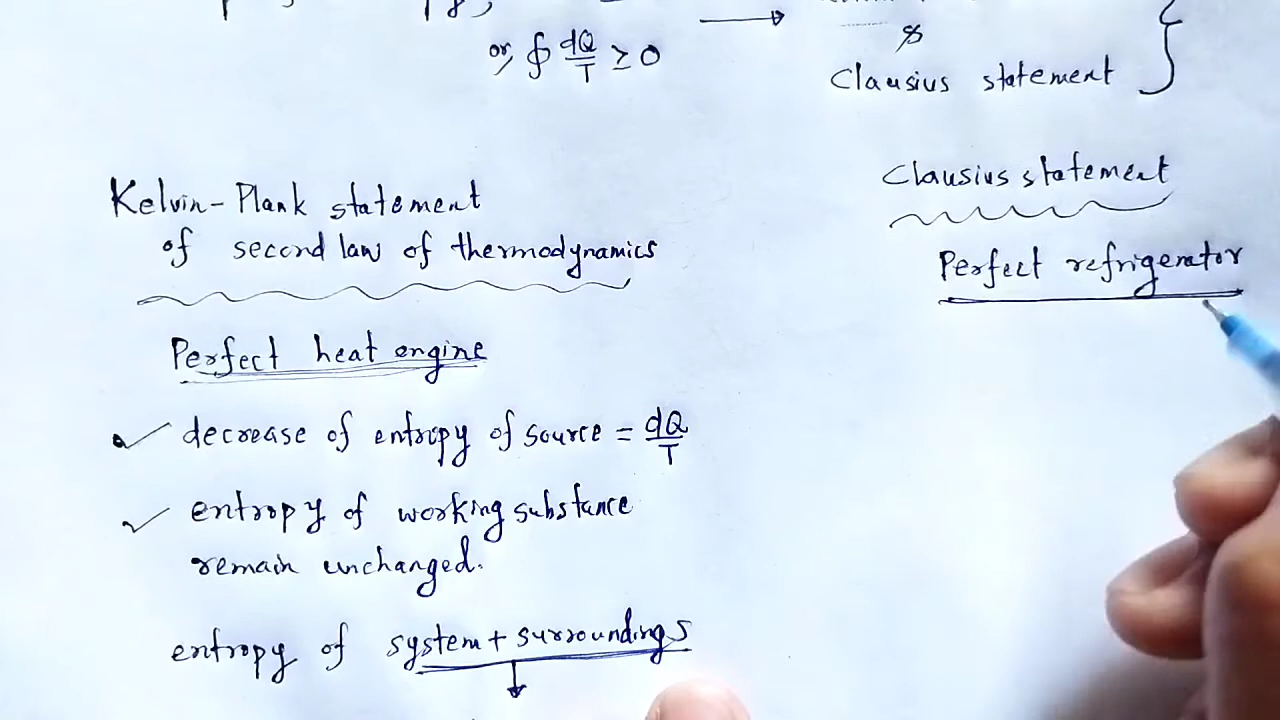 or, ∮ dQ/T ≥ 0
&
Clausius statement
Kelvin-Plank statement
of second law of thermodynamics
Perfect heat engine
decrease of entropy of source = dQ/T
entropy of working substance
remain unchanged.
entropy of system + surroundings
Clausius statement
Perfect refrigerator